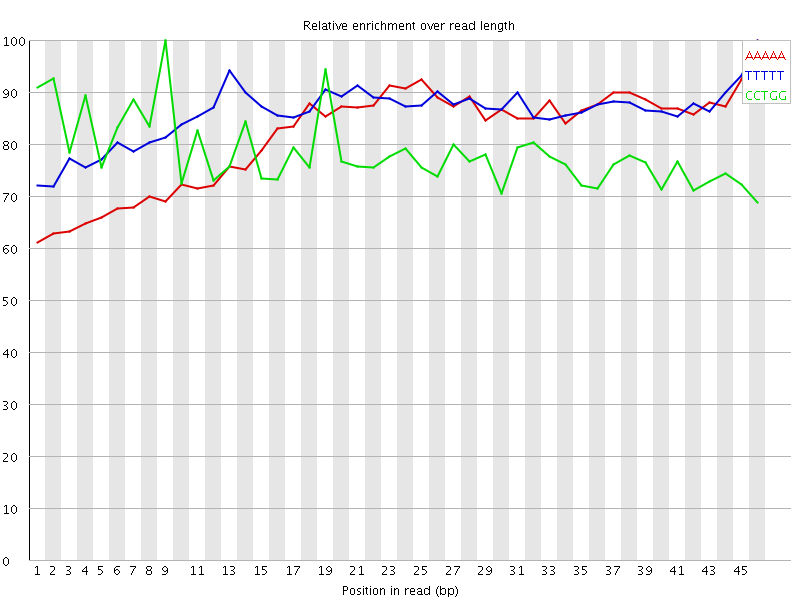 Relative enrichment over read length
100
90
80
70
60
50
40
30
20
10
0
AAAAA
TTTTT
CCTGG
1 2 3 4 5 6 7 8 9 11 13 15 17 19 21 23 25 27 29 31 33 35 37 39 41 43 45
Position in read (bp)